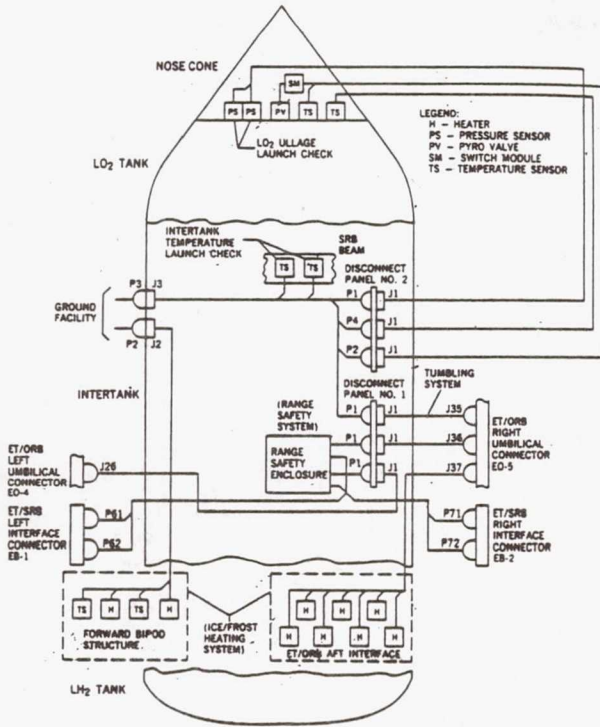 NOSE CONE
SM
PS PS PV TS TS
LEGEND:
H - HEATER
PS - PRESSURE SENSOR
PV - PYRO VALVE
SM - SWITCH MODULE
TS - TEMPERATURE SENSOR
LO2 ULLAGE
LAUNCH CHECK
LO2 TANK
INTERTANK
TEMPERATURE
LAUNCH CHECK
SRB
BEAM
TS TS
DISCONNECT
PANEL NO. 2
P3 J3
P1 J1
GROUND
FACILITY
P4 J1
P2 J2
P2 J1
TUMBLING
SYSTEM
INTERTANK
DISCONNECT
PANEL NO. 1
(RANGE
SAFETY
SYSTEM)
P1 J1 J35
P1 J1 J36
P1 J1 J37
RANGE
SAFETY
ENCLOSURE
ET/ORB
RIGHT
UMBILICAL
CONNECTOR
EO-5
ET/ORB
LEFT
UMBILICAL
CONNECTOR
EO-4
J26
ET/SRB
LEFT
INTERFACE
CONNECTOR
EB-1
P61
P62
P71
P72
ET/SRB
RIGHT
INTERFACE
CONNECTOR
EB-2
TS H TS H
FORWARD BIPOD
STRUCTURE
(ICE/FROST
HEATING
SYSTEM)
H H H
H H H H
ET/ORB AFT INTERFACE
LH2 TANK